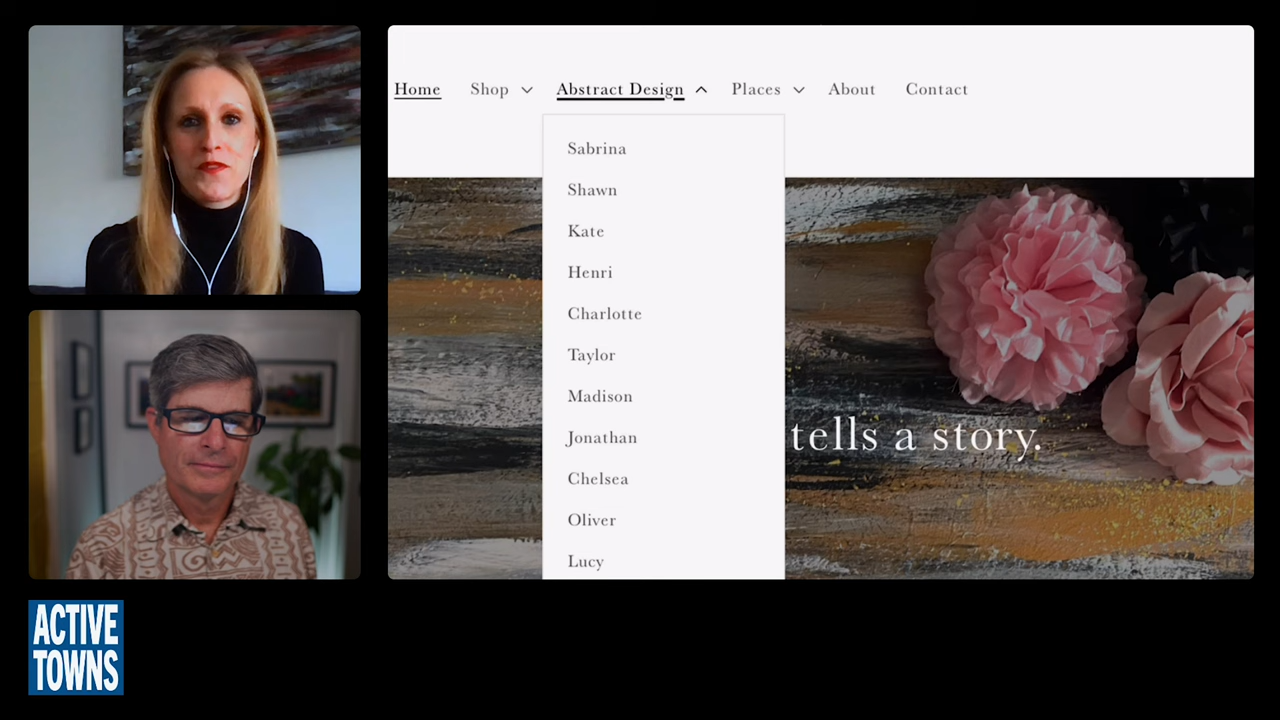 Home Shop Abstract Design Places About Contact
Sabrina
Shawn
Kate
Henri
Charlotte
Taylor
Madison
Jonathan
Chelsea
Oliver
Lucy
tells a story.
ACTIVE
TOWNS